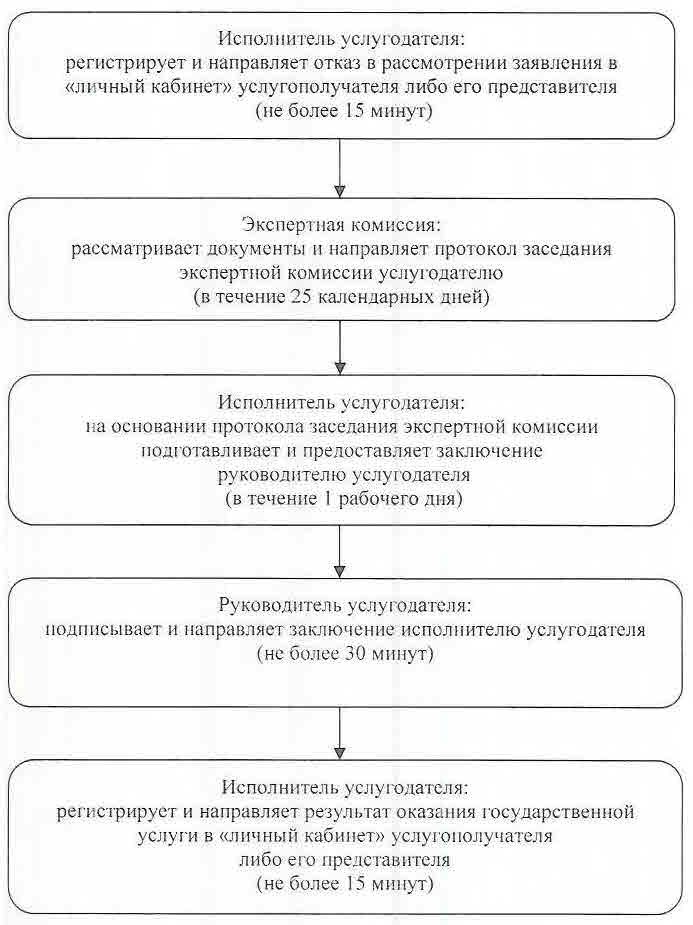 Исполнитель услугодателя:
регистрирует и направляет отказ в рассмотрении заявления в
«личный кабинет» услугополучателя либо его представителя
(не более 15 минут)
Экспертная комиссия:
рассматривает документы и направляет протокол заседания
экспертной комиссии услугодателю
(в течение 25 календарных дней)
Исполнитель услугодателя:
на основании протокола заседания экспертной комиссии
подготавливает и предоставляет заключение
руководителю услугодателя
(в течение 1 рабочего дня)
Руководитель услугодателя:
подписывает и направляет заключение исполнителю услугодателя
(не более 30 минут)
Исполнитель услугодателя:
регистрирует и направляет результат оказания государственной
услуги в «личный кабинет» услугополучателя
либо его представителя
(не более 15 минут)